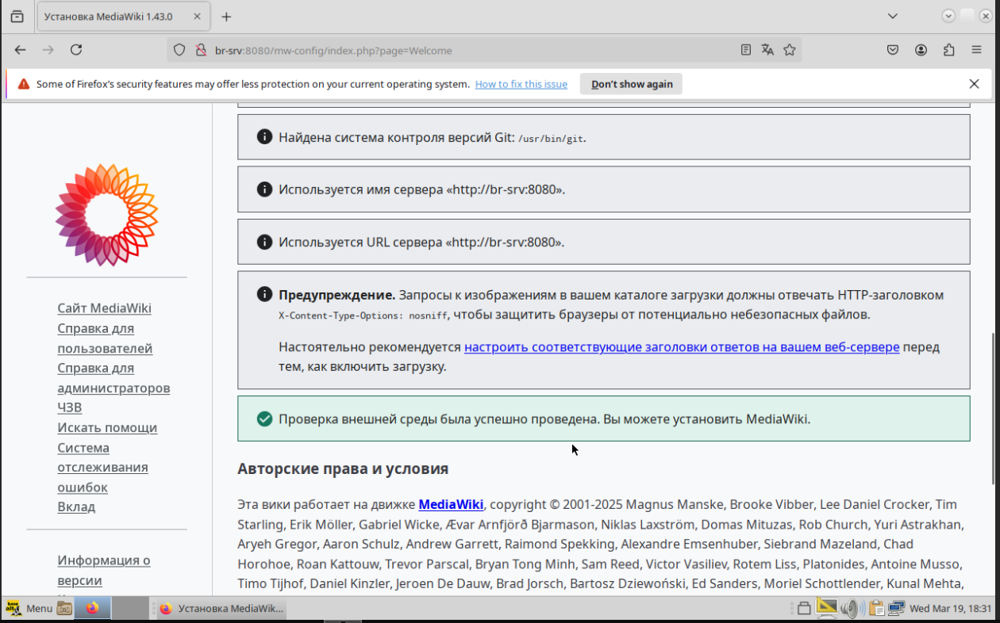 Установка MediaWiki 1.43.0
br-srv:8080/mw-config/index.php?page=Welcome
Some of Firefox's security features may offer less protection on your current operating system. How to fix this issue Don't show again
Найдена система контроля версий Git: /usr/bin/git.
Используется имя сервера «http://br-srv:8080».
Используется URL сервера «http://br-srv:8080».
Предупреждение. Запросы к изображениям в вашем каталоге загрузки должны отвечать HTTP-заголовком
X-Content-Type-Options: nosniff, чтобы защитить браузеры от потенциально небезопасных файлов.
Настоятельно рекомендуется настроить соответствующие заголовки ответов на вашем веб-сервере перед
тем, как включить загрузку.
Проверка внешней среды была успешно проведена. Вы можете установить MediaWiki.
Авторские права и условия
Эта вики работает на движке MediaWiki, copyright © 2001-2025 Magnus Manske, Brooke Vibber, Lee Daniel Crocker, Tim
Starling, Erik Möller, Gabriel Wicke, Ævar Arnfjörð Bjarmason, Niklas Laxström, Domas Mituzas, Rob Church, Yuri Astrakhan,
Aryeh Gregor, Aaron Schulz, Andrew Garrett, Raimond Spekking, Alexandre Emsenhuber, Siebrand Mazeland, Chad
Horohoe, Roan Kattouw, Trevor Parscal, Bryan Tong Minh, Sam Reed, Victor Vasiliev, Rotem Liss, Platonides, Antoine Musso,
Timo Tijhof, Daniel Kinzler, Jeroen De Dauw, Brad Jorsch, Bartosz Dziewoński, Ed Sanders, Moriel Schottlender, Kunal Mehta,
Сайт MediaWiki
Справка для
пользователей
Справка для
администраторов
ЧЗВ
Искать помощи
Система
отслеживания
ошибок
Вклад
Информация о
версии
Menu
Установка MediaWik...
Wed Mar 19, 18:31